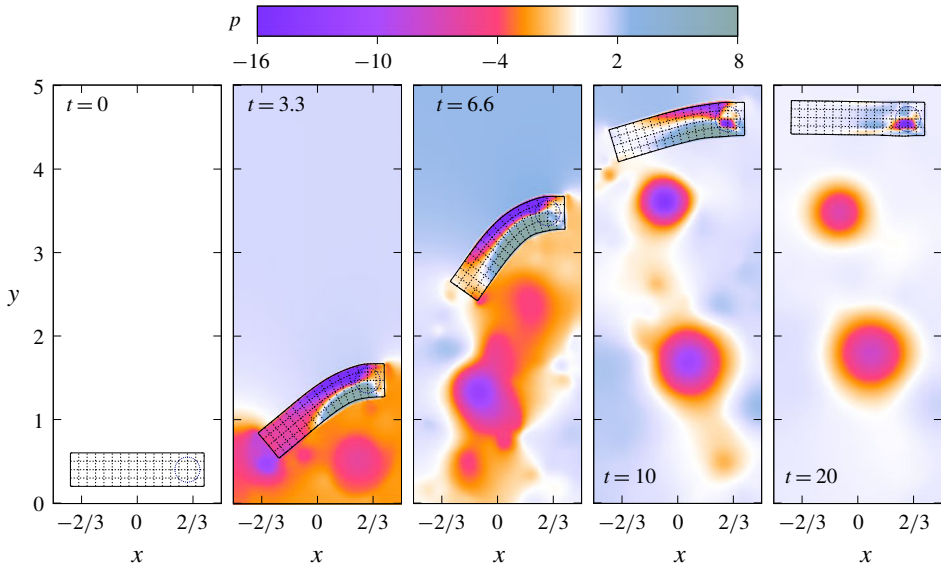 p
−16 −10 −4 2 8
t = 0 t = 3.3 t = 6.6
t = 10 t = 20
5
4
3
2
1
0
y
−2/3 0 2/3 −2/3 0 2/3 −2/3 0 2/3 −2/3 0 2/3 −2/3 0 2/3
x x x x x